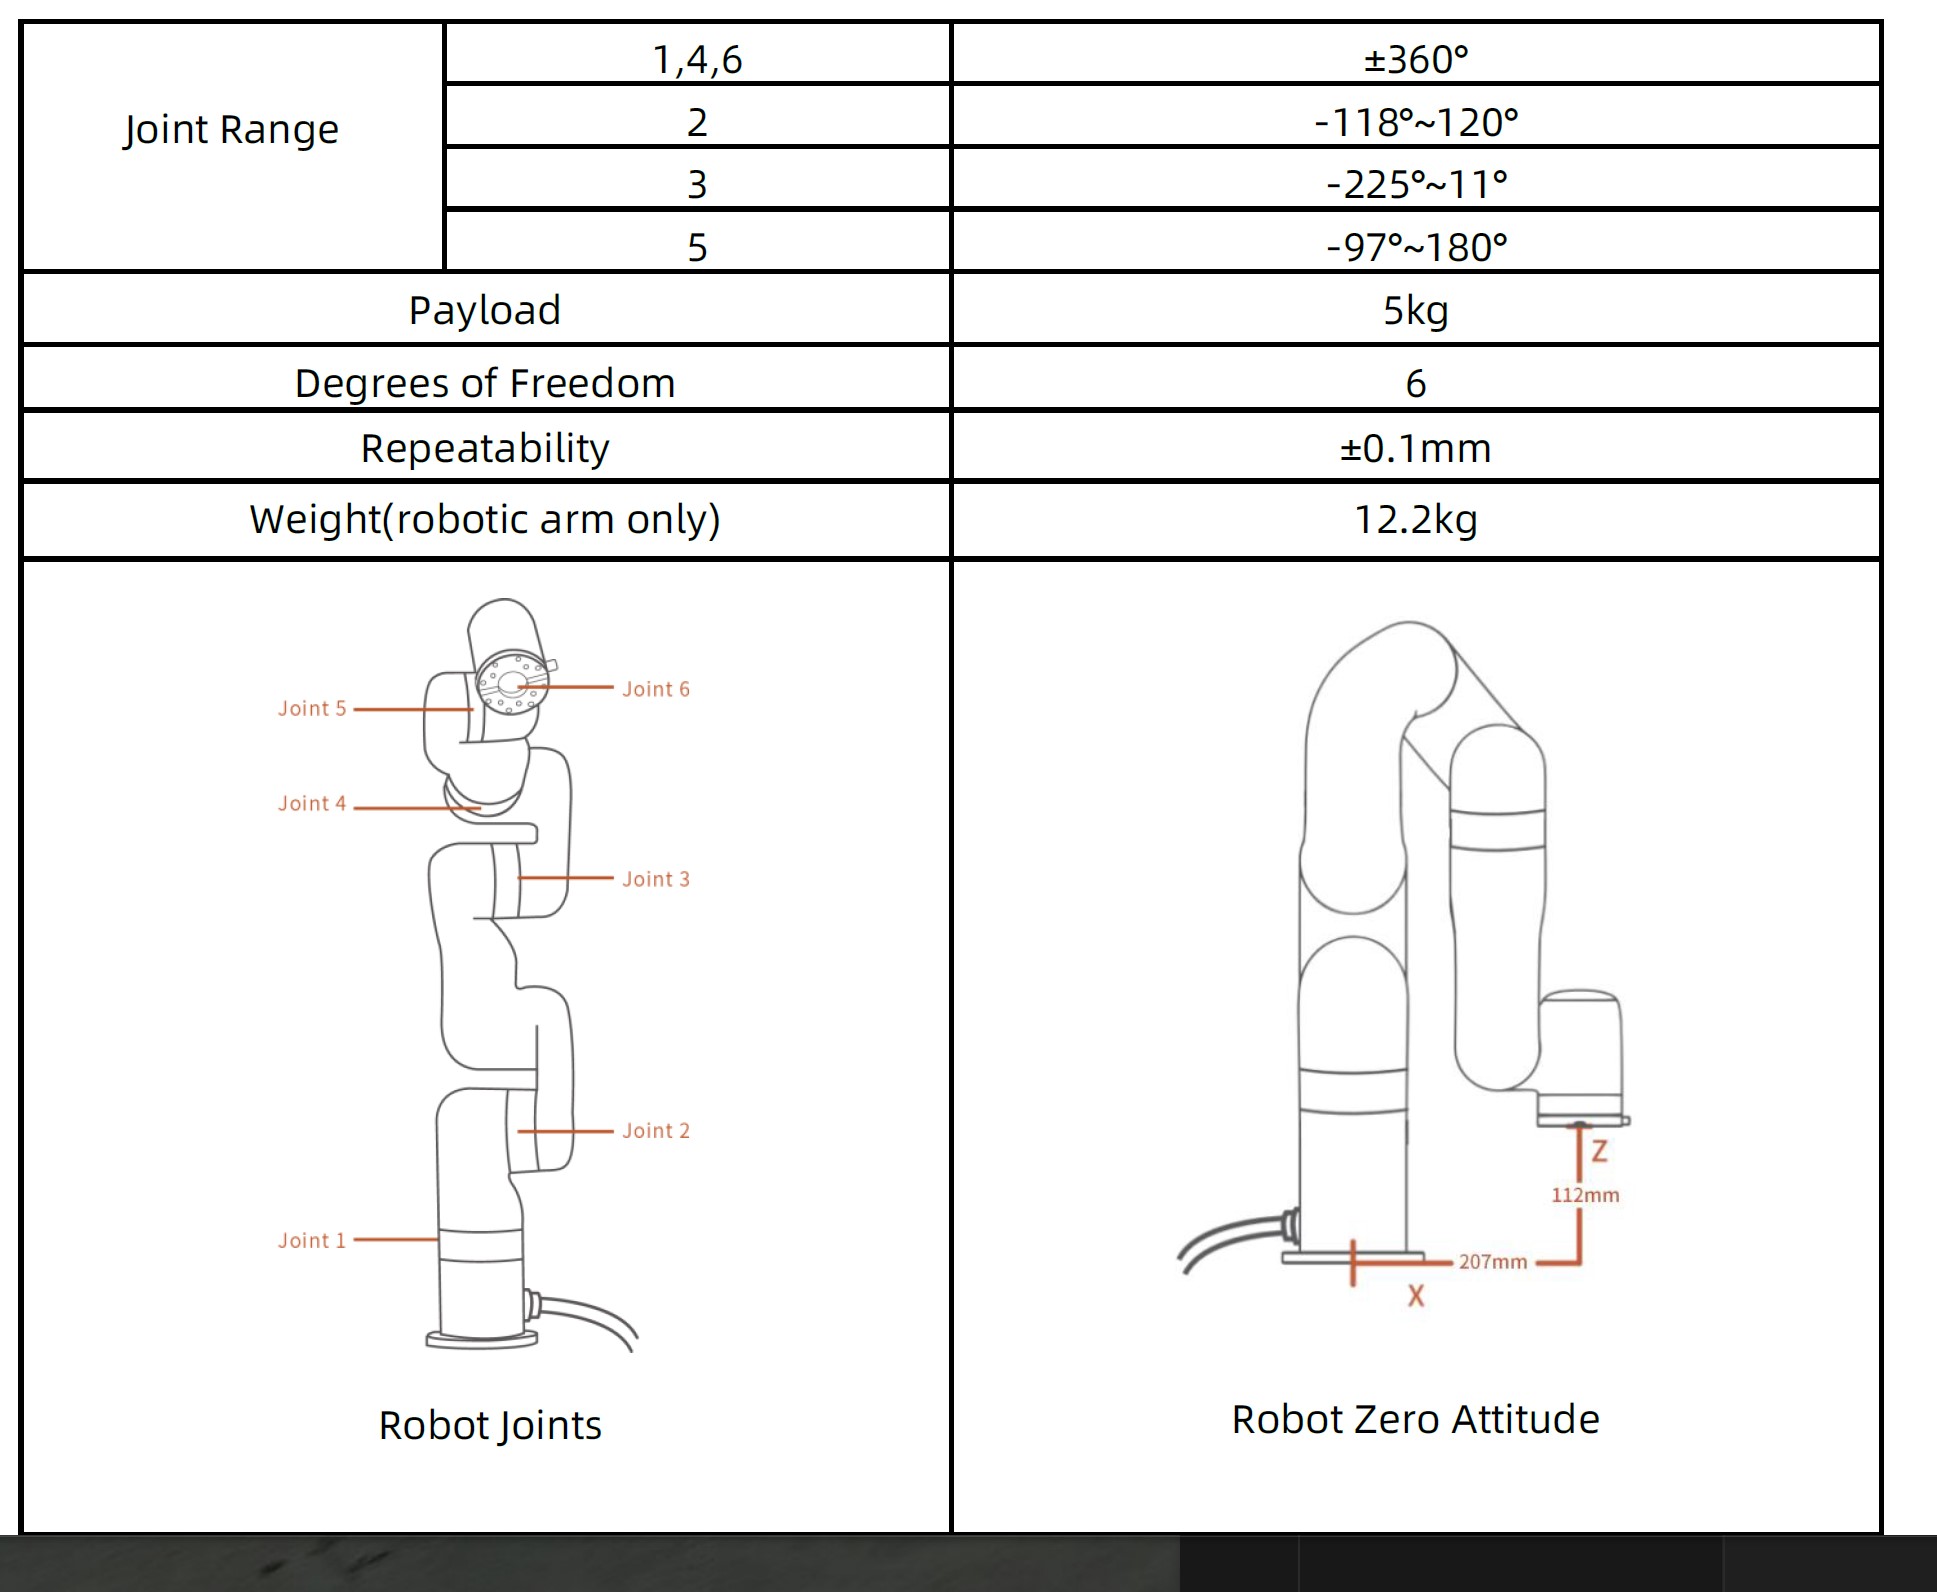 Joint Range
1,4,6 ±360°
2 -118°~120°
3 -225°~11°
5 -97°~180°
Payload 5kg
Degrees of Freedom 6
Repeatability ±0.1mm
Weight(robotic arm only) 12.2kg
Joint 6
Joint 5
Joint 4
Joint 3
Joint 2
Joint 1
Robot Joints
Z
112mm
207mm
X
Robot Zero Attitude